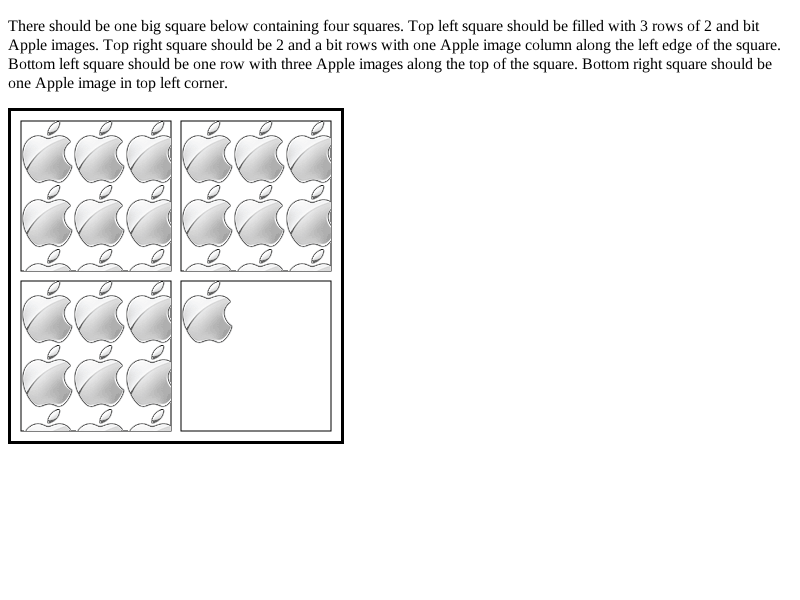 There should be one big square below containing four squares. Top left square should be filled with 3 rows of 2 and bit
Apple images. Top right square should be 2 and a bit rows with one Apple image column along the left edge of the square.
Bottom left square should be one row with three Apple images along the top of the square. Bottom right square should be
one Apple image in top left corner.